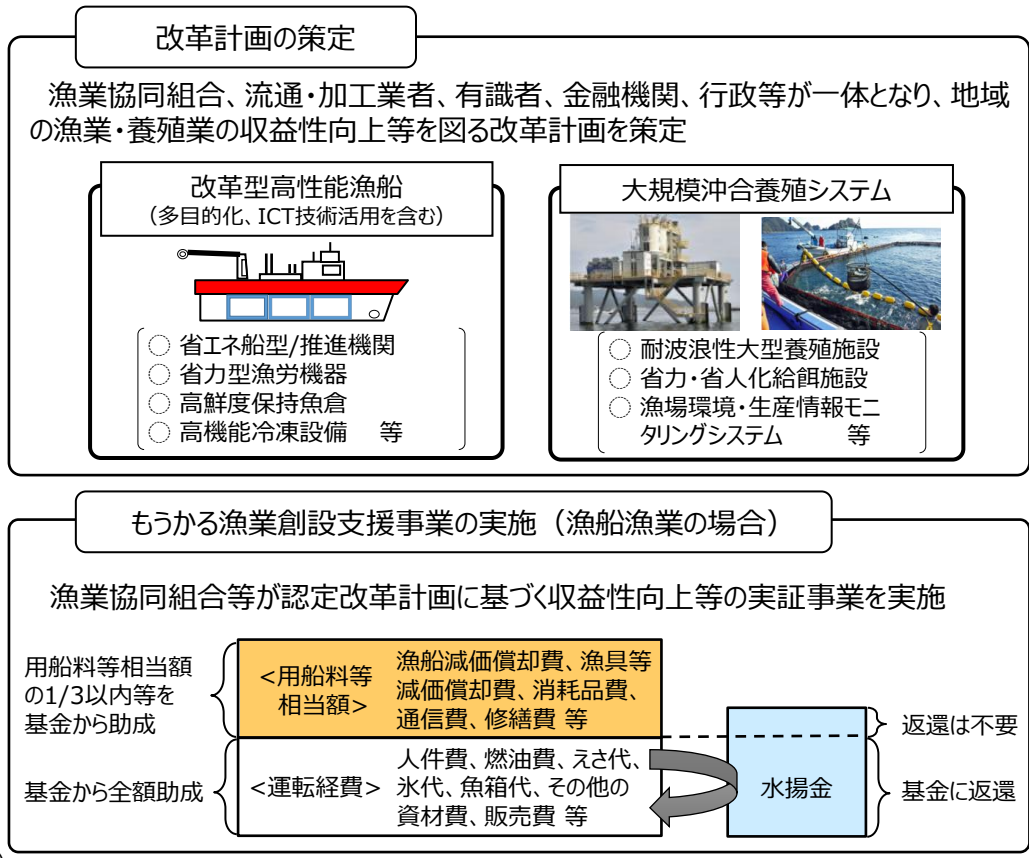 改革計画の策定
漁業協同組合、流通・加工業者、有識者、金融機関、行政等が一体となり、地域
の漁業・養殖業の収益性向上等を図る改革計画を策定
改革型高性能漁船
（多目的化、ICT技術活用を含む）
◌ 省エネ船型/推進機関
◌ 省力型漁労機器
◌ 高鮮度保持魚倉
◌ 高機能冷凍設備　等
大規模沖合養殖システム
◌ 耐波浪性大型養殖施設
◌ 省力・省人化給餌施設
◌ 漁場環境・生産情報モニ
タリングシステム　等
もうかる漁業創設支援事業の実施（漁船漁業の場合）
漁業協同組合等が認定改革計画に基づく収益性向上等の実証事業を実施
用船料等相当額
の1/3以内等を
基金から助成
<用船料等
相当額>
漁船減価償却費、漁具等
減価償却費、消耗品費、
通信費、修繕費 等
返還は不要
基金から全額助成
<運転経費>
人件費、燃油費、えさ代、
氷代、魚箱代、その他の
資材費、販売費 等
水揚金
基金に返還